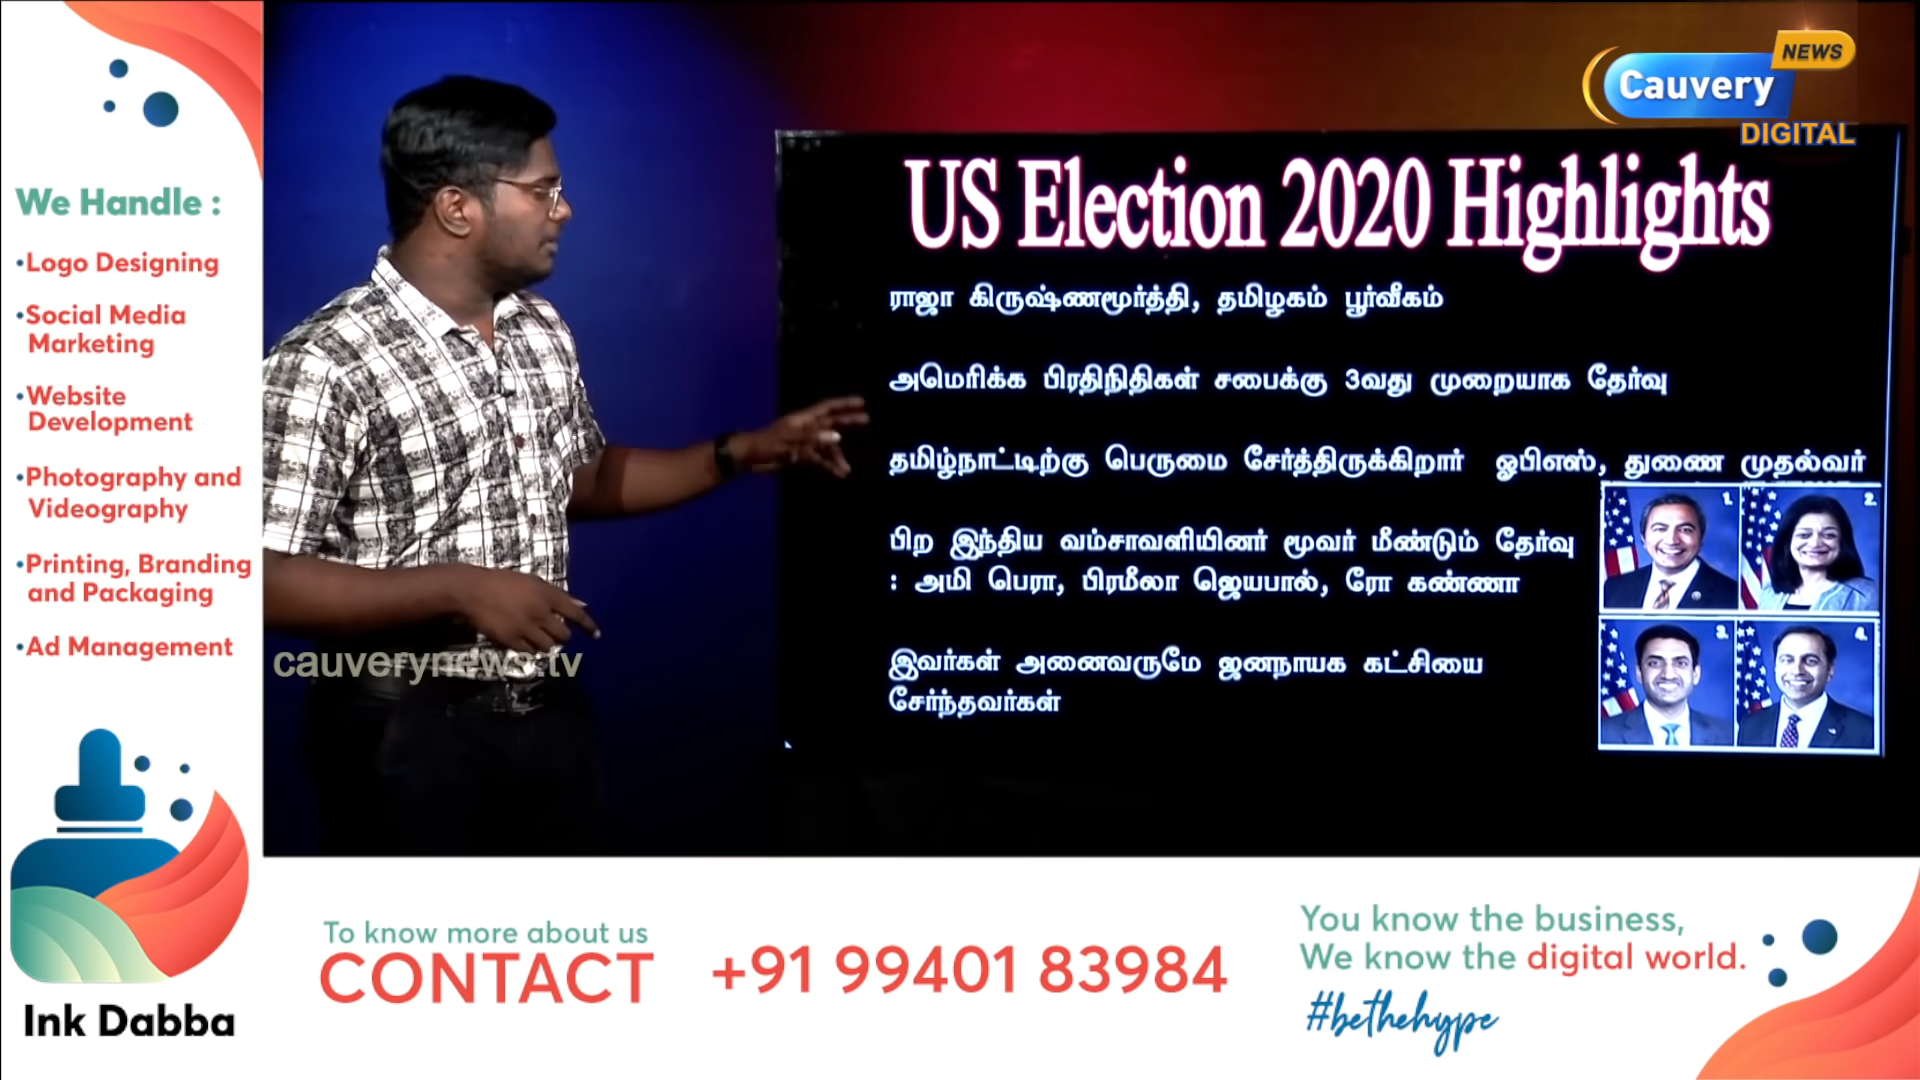 We Handle :
•Logo Designing
•Social Media
Marketing
•Website
Development
•Photography and
Videography
•Printing, Branding
and Packaging
•Ad Management
Ink Dabba
Cauvery
NEWS
DIGITAL
US Election 2020 Highlights
ராஜா கிருஷ்ணமூர்த்தி, தமிழகம் பூர்வீகம்
அமெரிக்க பிரதிநிதிகள் சபைக்கு 3வது முறையாக தேர்வு
தமிழ்நாட்டிற்கு பெருமை சேர்த்திருக்கிறார் ஓபிஎஸ், துணை முதல்வர்
பிற இந்திய வம்சாவளியினர் மூவர் மீண்டும் தேர்வு
: அமி பெரா, பிரமீலா ஜெயபால், ரோ கண்ணா
இவர்கள் அனைவருமே ஜனநாயக கட்சியை
சேர்ந்தவர்கள்
1.
2.
3.
4.
cauverynews.tv
To know more about us
CONTACT
+91 99401 83984
You know the business,
We know the digital world.
#bethehype